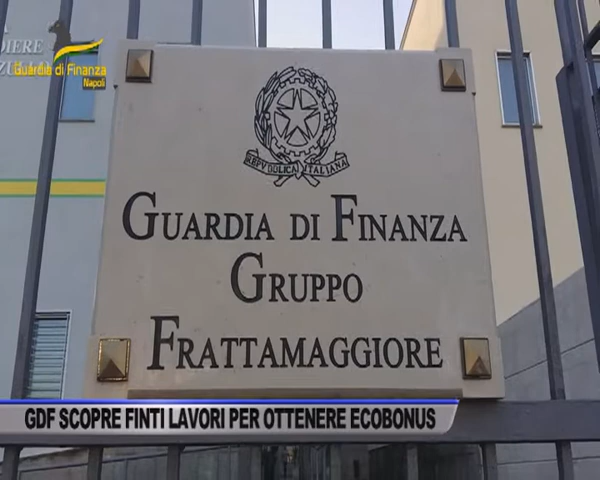 Guardia di Finanza
Napoli
REPVBBLICA ITALIANA
GUARDIA DI FINANZA
GRUPPO
FRATTAMAGGIORE
GDF SCOPRE FINTI LAVORI PER OTTENERE ECOBONUS